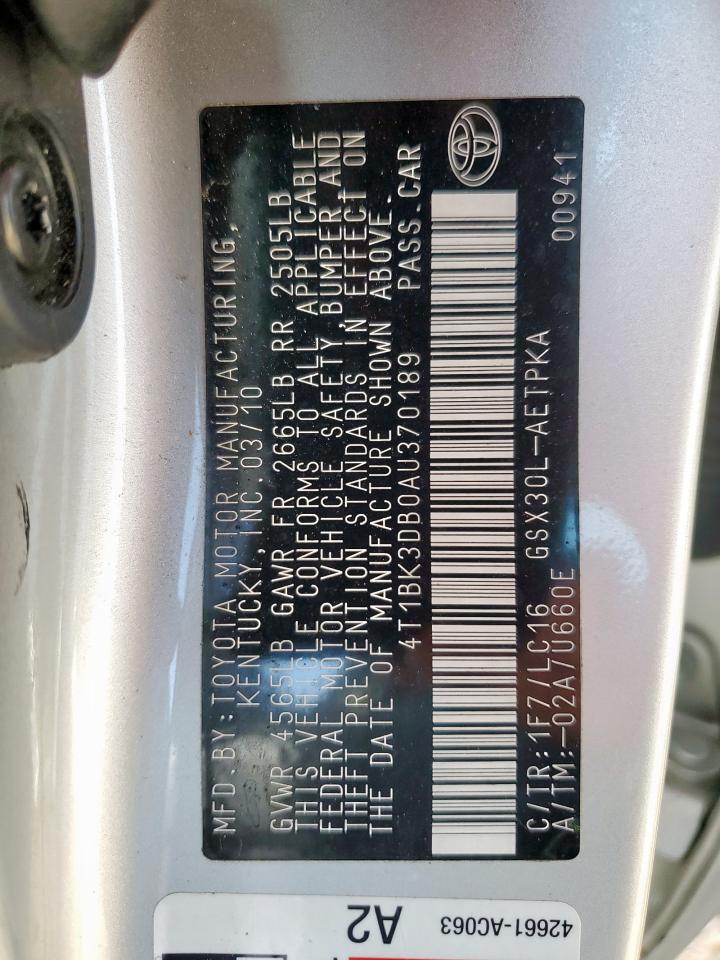 MFD.BY:TOYOTA MOTOR MANUFACTURING,
KENTUCKY, INC.03/10
GVWR 4565LB GAWR FR 2665LB RR 2505LB
THIS VEHICLE CONFORMS TO ALL APPLICABLE
FEDERAL MOTOR VEHICLE SAFETY,BUMPER,AND
THEFT PREVENTION STANDARDS IN EFFECT ON
THE DATE OF MANUFACTURE SHOWN ABOVE.
4T1BK3DB0AU370189 PASS.CAR
C/TR:1F7/LC16 GSX30L-AETPKA 00941
A/TM:-02A/U660E
42661-AC063
A2